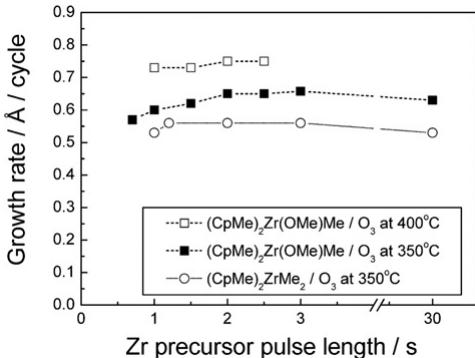 Growth rate / Å / cycle
0.9
0.8
0.7
0.6
0.5
0.4
0.3
0.2
0.1
0.0
(CpMe)₂Zr(OMe)Me / O₃ at 400°C
(CpMe)₂Zr(OMe)Me / O₃ at 350°C
(CpMe)₂ZrMe₂ / O₃ at 350°C
0 1 2 3 30
Zr precursor pulse length / s